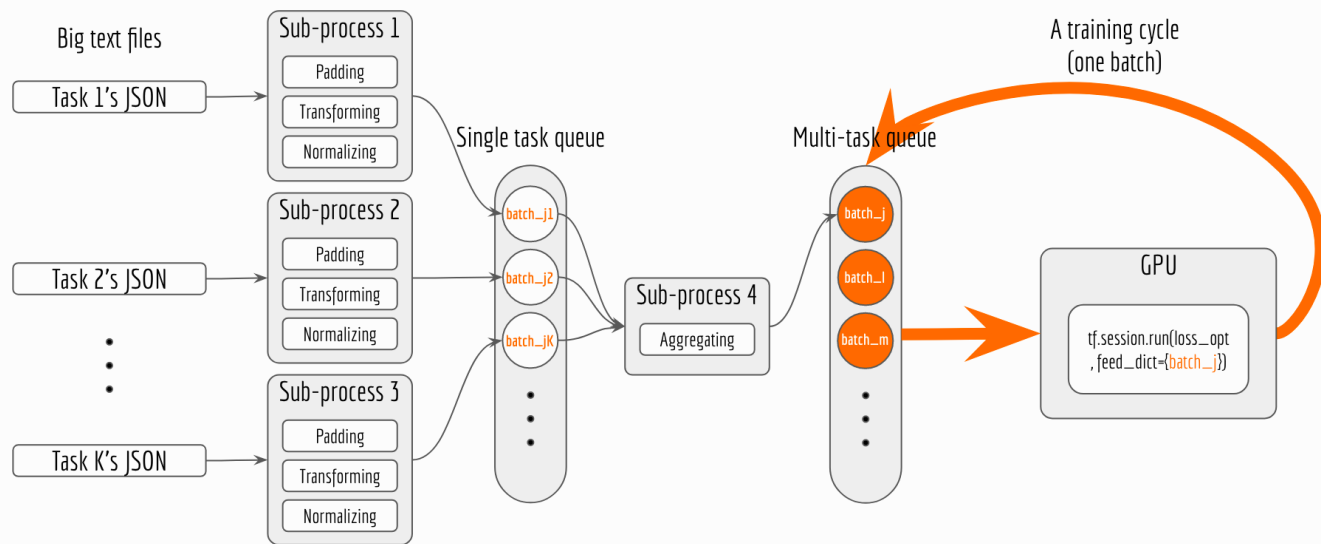 Big text files
Task 1's JSON
Task 2's JSON
Task K's JSON
Sub-process 1
Padding
Transforming
Normalizing
Sub-process 2
Padding
Transforming
Normalizing
Sub-process 3
Padding
Transforming
Normalizing
Single task queue
batch_j1
batch_j2
batch_jK
Sub-process 4
Aggregating
Multi-task queue
batch_j
batch_l
batch_m
A training cycle
(one batch)
GPU
tf.session.run(loss_opt
, feed_dict={batch_j})